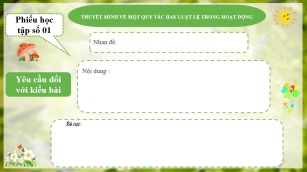 THUYẾT MINH VỀ MỘT QUY TẮC HAY LUẬT LỆ TRONG HOẠT ĐỘNG
Phiếu học
tập số 01
Nhan đề:
Yêu cầu đối
với kiểu bài
Nội dung :
Bố cục: